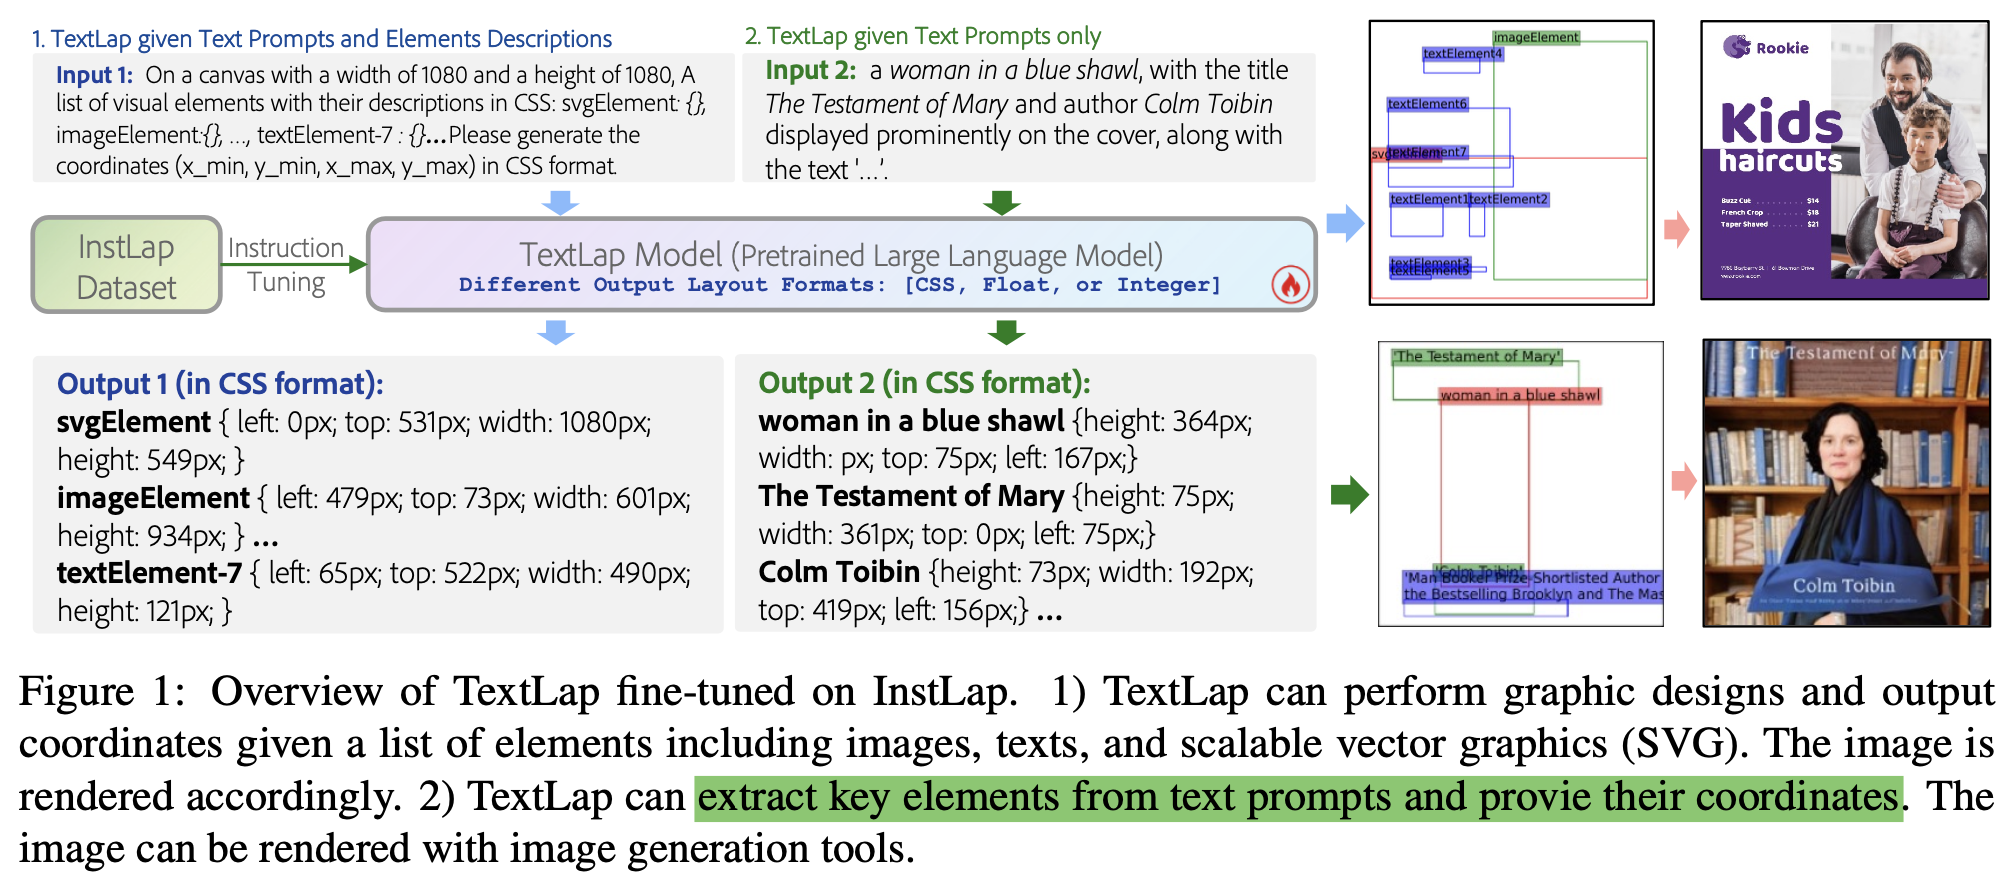 1. TextLap given Text Prompts and Elements Descriptions
Input 1: On a canvas with a width of 1080 and a height of 1080, A
list of visual elements with their descriptions in CSS: svgElement: {},
imageElement:{}, ..., textElement-7 : {}...Please generate the
coordinates (x_min, y_min, x_max, y_max) in CSS format.
2. TextLap given Text Prompts only
Input 2: a woman in a blue shawl, with the title
The Testament of Mary and author Colm Toibin
displayed prominently on the cover, along with
the text '...'.
InstLap
Dataset
Instruction
Tuning
TextLap Model (Pretrained Large Language Model)
Different Output Layout Formats: [CSS, Float, or Integer]
Output 1 (in CSS format):
svgElement { left: 0px; top: 531px; width: 1080px;
height: 549px; }
imageElement { left: 479px; top: 73px; width: 601px;
height: 934px; } ...
textElement-7 { left: 65px; top: 522px; width: 490px;
height: 121px; }
Output 2 (in CSS format):
woman in a blue shawl {height: 364px;
width: px; top: 75px; left: 167px;}
The Testament of Mary {height: 75px;
width: 361px; top: 0px; left: 75px;}
Colm Toibin {height: 73px; width: 192px;
top: 419px; left: 156px;} ...
imageElement
textElement4
textElement6
textElement7
svgElement
textElement1 textElement2
textElement3
textElement5
Rookie
Kids
haircuts
Buzz Cut . . . . . . . . $14
French Crop . . . . . . . $18
Taper Shaved . . . . . . $21
'The Testament of Mary'
woman in a blue shawl
'Colm Toibin'
'Man Booker Prize-Shortlisted Author
the Bestselling Brooklyn and The Mas
The Testament of Mary
Colm Toibin
Figure 1: Overview of TextLap fine-tuned on InstLap. 1) TextLap can perform graphic designs and output
coordinates given a list of elements including images, texts, and scalable vector graphics (SVG). The image is
rendered accordingly. 2) TextLap can extract key elements from text prompts and provie their coordinates. The
image can be rendered with image generation tools.